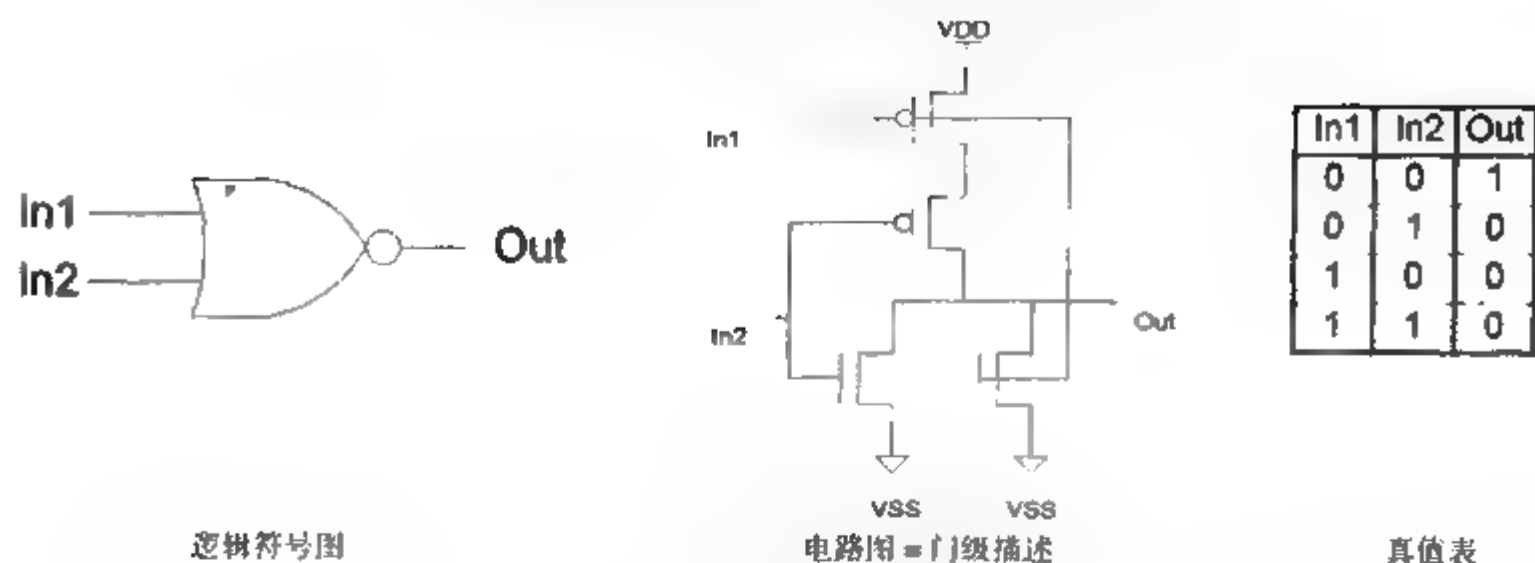 In1
In2
Out
逻辑符号图
VDD
In1
In2
Out
VSS VSS
电路图=门级描述
In1 In2 Out
0 0 1
0 1 0
1 0 0
1 1 0
真值表